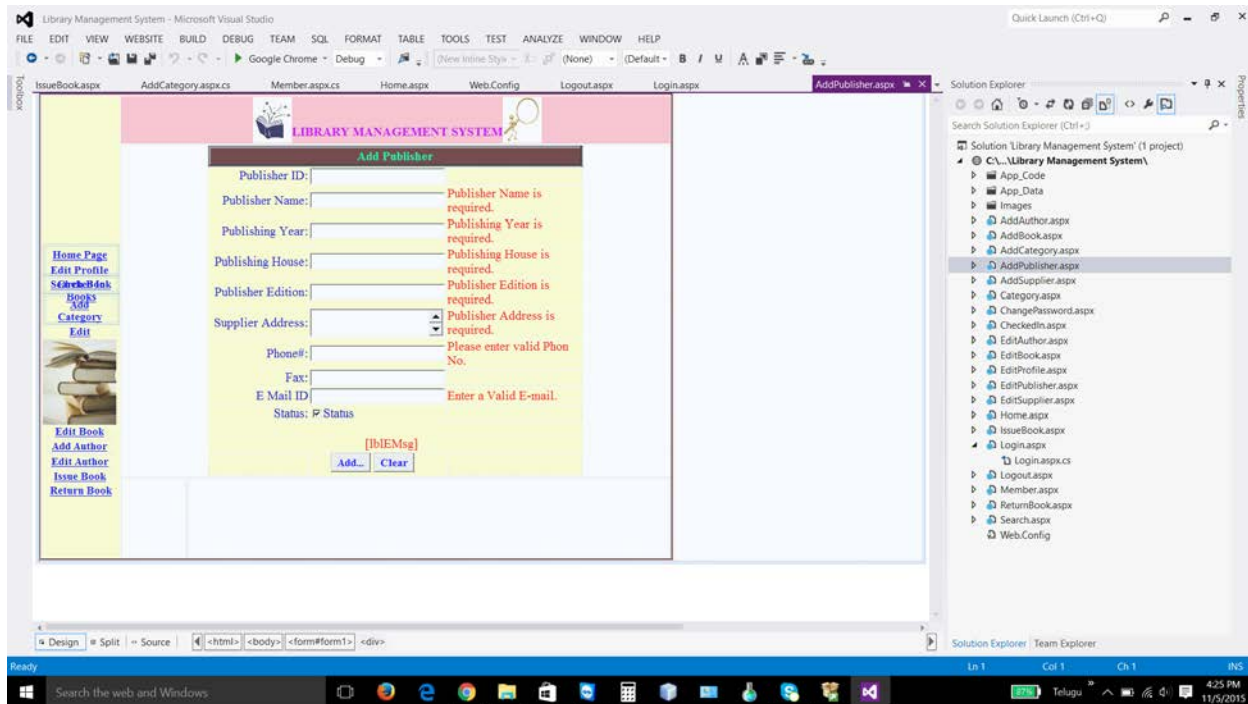 Library Management System - Microsoft Visual Studio
Quick Launch (Ctrl+Q)
FILE EDIT VIEW WEBSITE BUILD DEBUG TEAM SQL FORMAT TABLE TOOLS TEST ANALYZE WINDOW HELP
Google Chrome Debug (New Inline Style (None) (Default B I U A
Toolbox
IssueBook.aspx AddCategory.aspx.cs Member.aspx.cs Home.aspx Web.Config Logout.aspx Login.aspx AddPublisher.aspx
LIBRARY MANAGEMENT SYSTEM
Add Publisher
Publisher ID:
Publisher Name: Publisher Name is
required.
Publishing Year: Publishing Year is
required.
Publishing House: Publishing House is
required.
Publisher Edition: Publisher Edition is
required.
Supplier Address: Publisher Address is
required.
Phone#: Please enter valid Phon
No.
Fax:
E Mail ID Enter a Valid E-mail.
Status: Status
[lblEMsg]
Add... Clear
Home Page
Edit Profile
Books
Add
Category
Edit
Edit Book
Add Author
Edit Author
Issue Book
Return Book
Design Split Source <html> <body> <form#form1> <div>
Solution Explorer
Properties
Search Solution Explorer (Ctrl+;)
Solution 'Library Management System' (1 project)
C:\...\Library Management System\
App_Code
App_Data
Images
AddAuthor.aspx
AddBook.aspx
AddCategory.aspx
AddPublisher.aspx
AddSupplier.aspx
Category.aspx
ChangePassword.aspx
CheckedIn.aspx
EditAuthor.aspx
EditBook.aspx
EditProfile.aspx
EditPublisher.aspx
EditSupplier.aspx
Home.aspx
IssueBook.aspx
Login.aspx
Login.aspx.cs
Logout.aspx
Member.aspx
ReturnBook.aspx
Search.aspx
Web.Config
Solution Explorer Team Explorer
Ready Ln 1 Col 1 Ch 1 INS
Search the web and Windows
Telugu
4:25 PM
11/5/2015